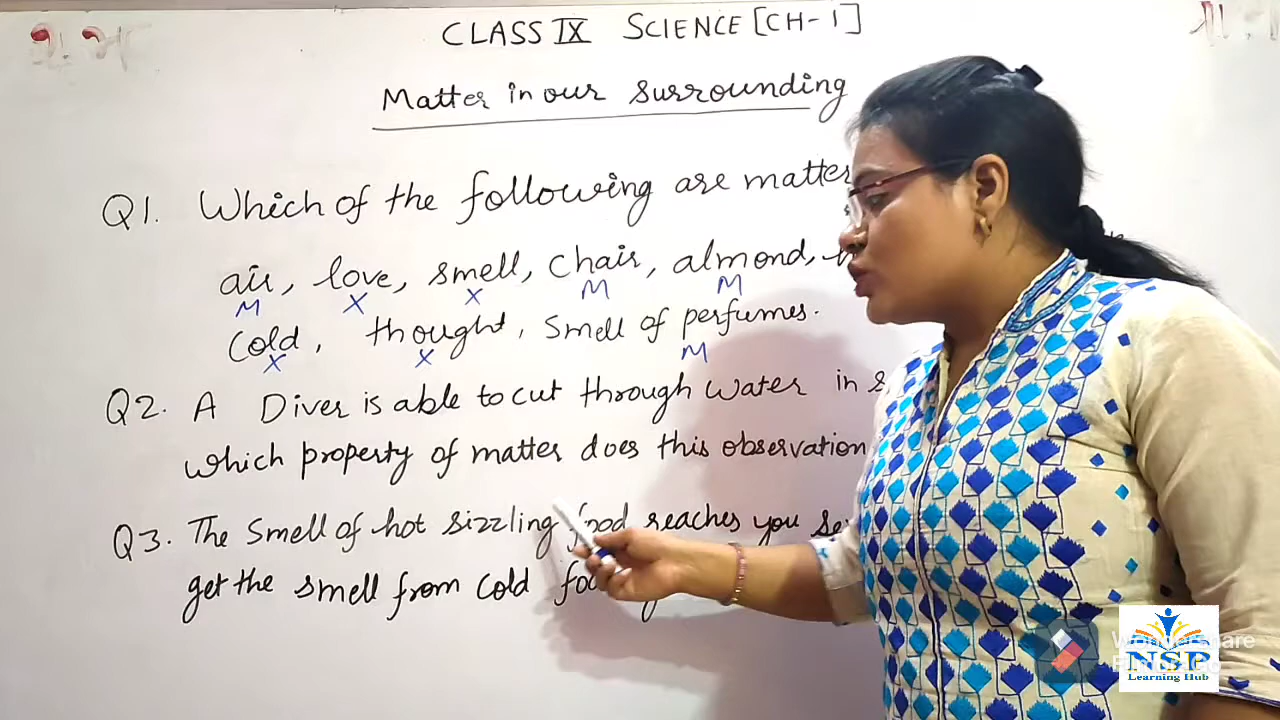 CLASS IX SCIENCE [CH-1]
Matter in our surrounding
Q1. Which of the following are matter
air, love, smell, chair, almond,
M X X M M
cold, thought, smell of perfumes.
X X M
Q2. A Diver is able to cut through water in
which property of matter does this observation
Q3. The smell of hot sizzling food reaches you
get the smell from cold
Wondershare
NSP
Learning Hub